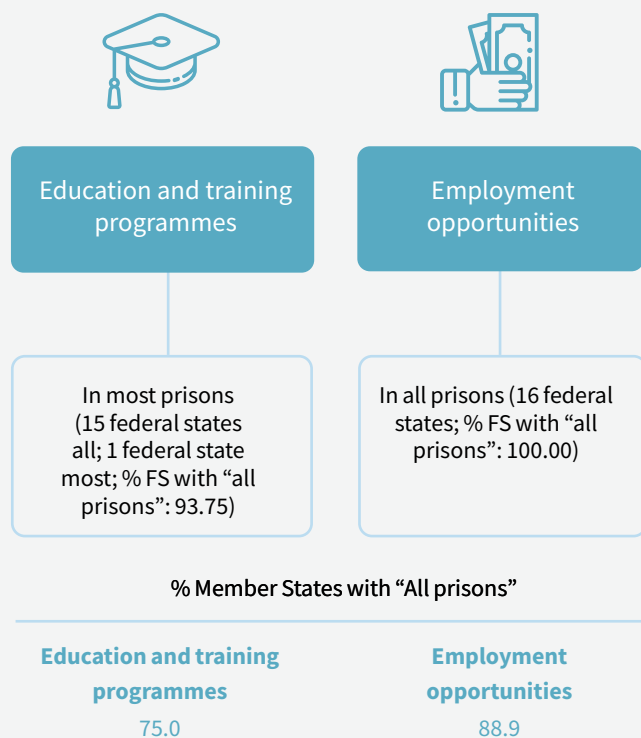 Education and training
programmes
Employment
opportunities
In most prisons
(15 federal states
all; 1 federal state
most; % FS with “all
prisons”: 93.75)
In all prisons (16 federal
states; % FS with “all
prisons”: 100.00)
% Member States with “All prisons”
Education and training
programmes
75.0
Employment
opportunities
88.9